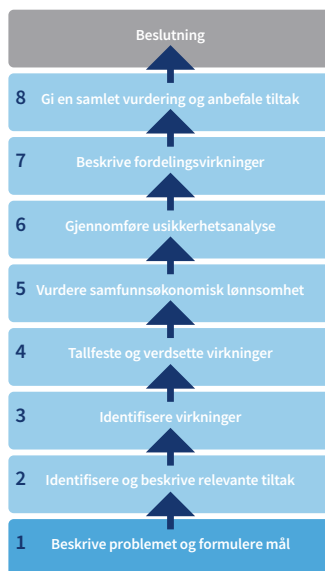 Beslutning
8 Gi en samlet vurdering og anbefale tiltak
7 Beskrive fordelingsvirkninger
6 Gjennomføre usikkerhetsanalyse
5 Vurdere samfunnsøkonomisk lønnsomhet
4 Tallfeste og verdsette virkninger
3 Identifisere virkninger
2 Identifisere og beskrive relevante tiltak
1 Beskrive problemet og formulere mål